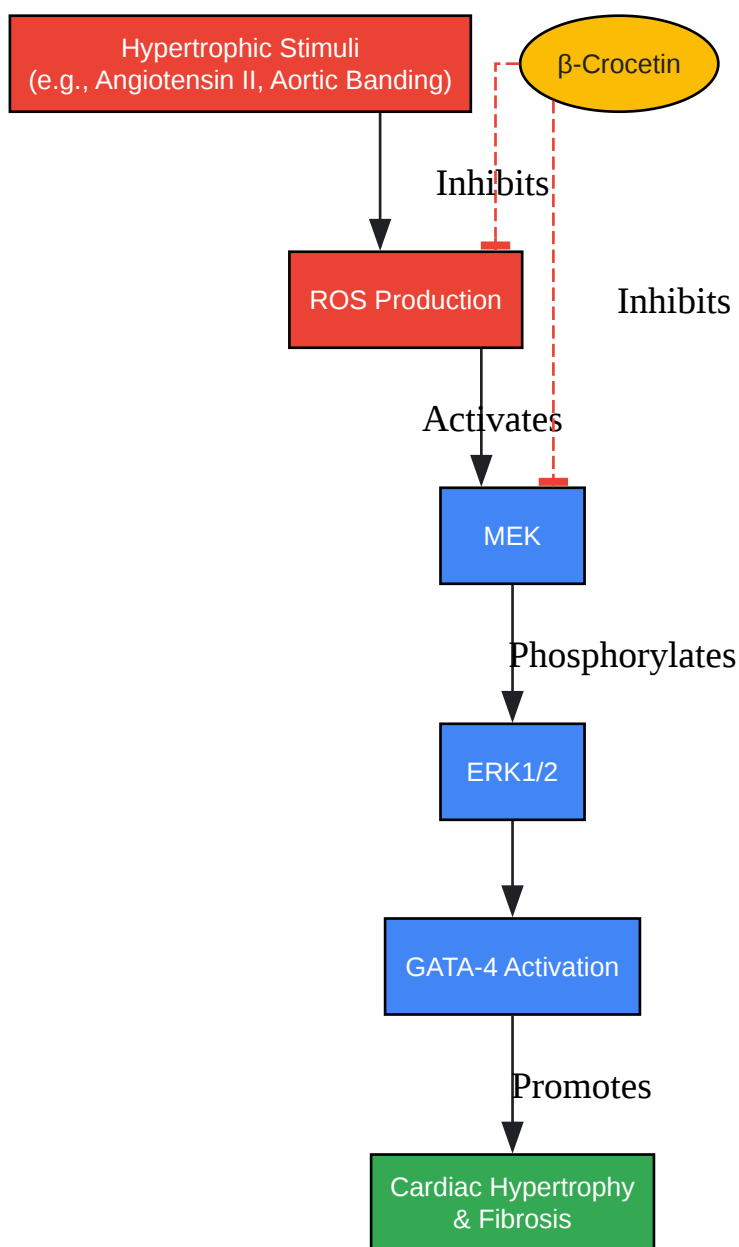 Hypertrophic Stimuli
(e.g., Angiotensin II, Aortic Banding)
β-Crocetin
Inhibits
Inhibits
ROS Production
Activates
MEK
Phosphorylates
ERK1/2
GATA-4 Activation
Promotes
Cardiac Hypertrophy
& Fibrosis